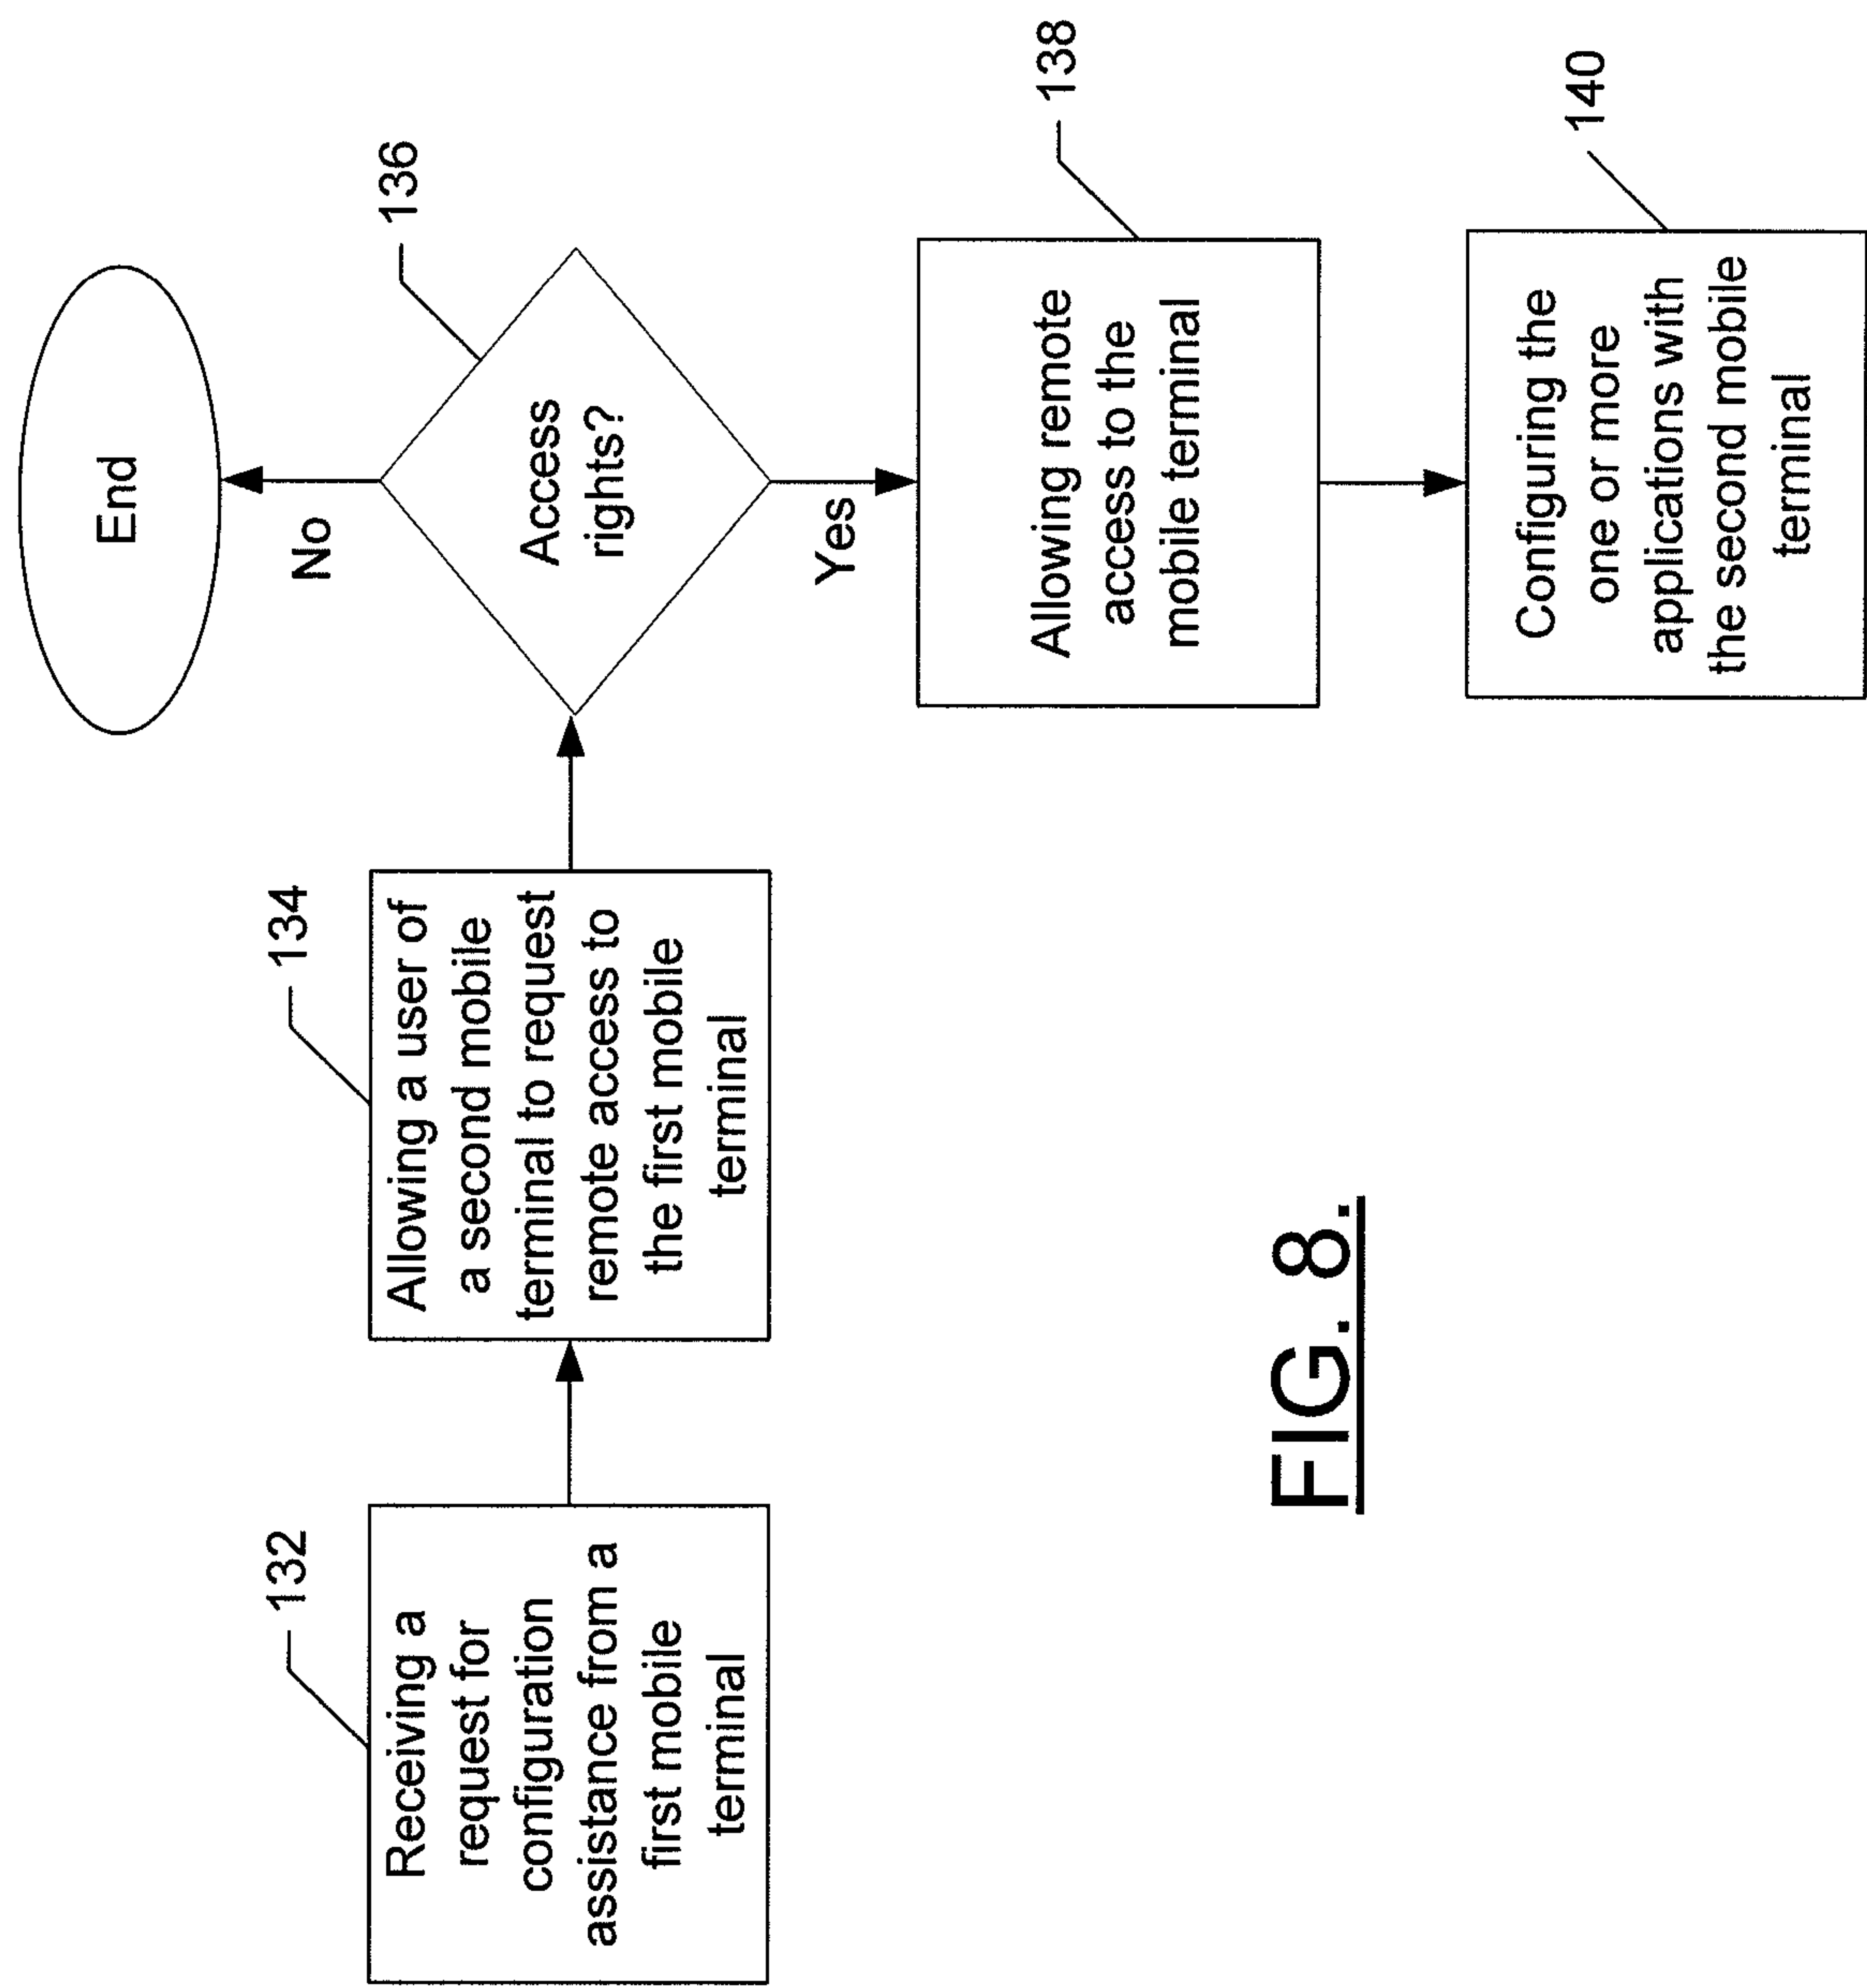 132
Receiving a
request for
configuration
assistance from a
first mobile
terminal
134
Allowing a user of
a second mobile
terminal to request
remote access to
the first mobile
terminal
136
Access
rights?
No
End
Yes
138
Allowing remote
access to the
mobile terminal
140
Configuring the
one or more
applications with
the second mobile
terminal
FIG. 8.